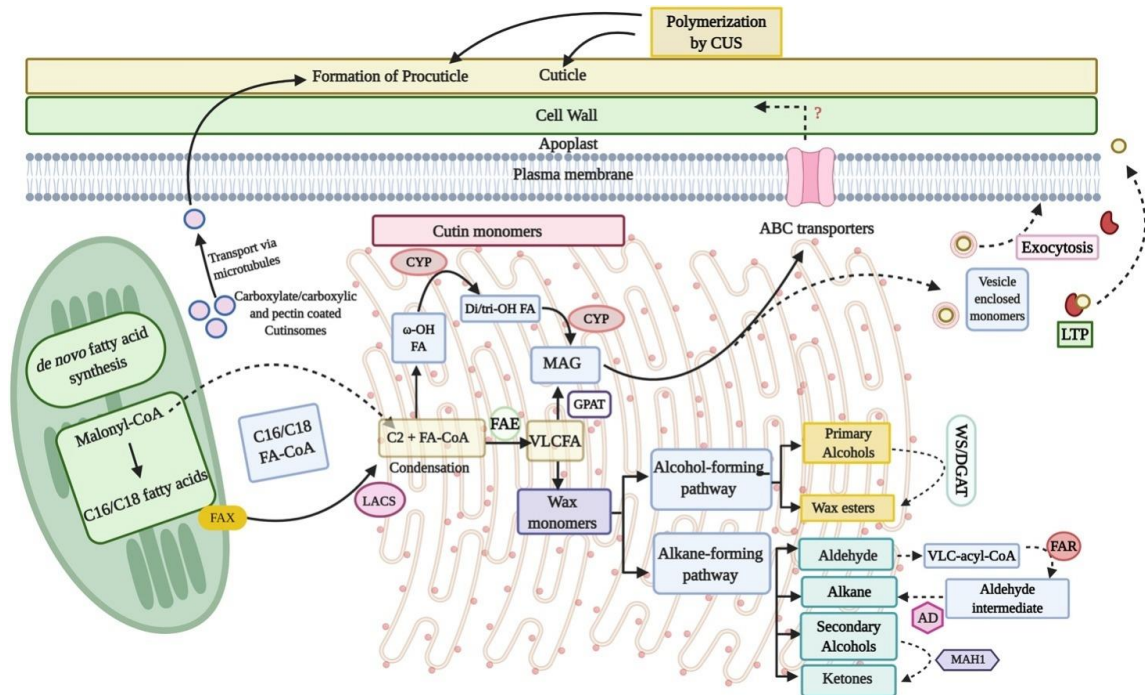 Polymerization
by CUS
Formation of Procuticle
Cuticle
Cell Wall
?
Apoplast
Plasma membrane
Cutin monomers
ABC transporters
Transport via
microtubules
Carboxylate/carboxylic
and pectin coated
Cutinsomes
CYP
ω-OH
FA
Di/tri-OH FA
CYP
MAG
GPAT
Exocytosis
Vesicle
enclosed
monomers
LTP
de novo fatty acid
synthesis
Malonyl-CoA
C16/C18 fatty acids
FAX
C16/C18
FA-CoA
LACS
C2 + FA-CoA
Condensation
FAE
VLCFA
Wax
monomers
Alcohol-forming
pathway
Primary
Alcohols
Wax esters
WS/DGAT
Alkane-forming
pathway
Aldehyde
VLC-acyl-CoA
FAR
Alkane
Aldehyde
intermediate
AD
Secondary
Alcohols
MAH1
Ketones